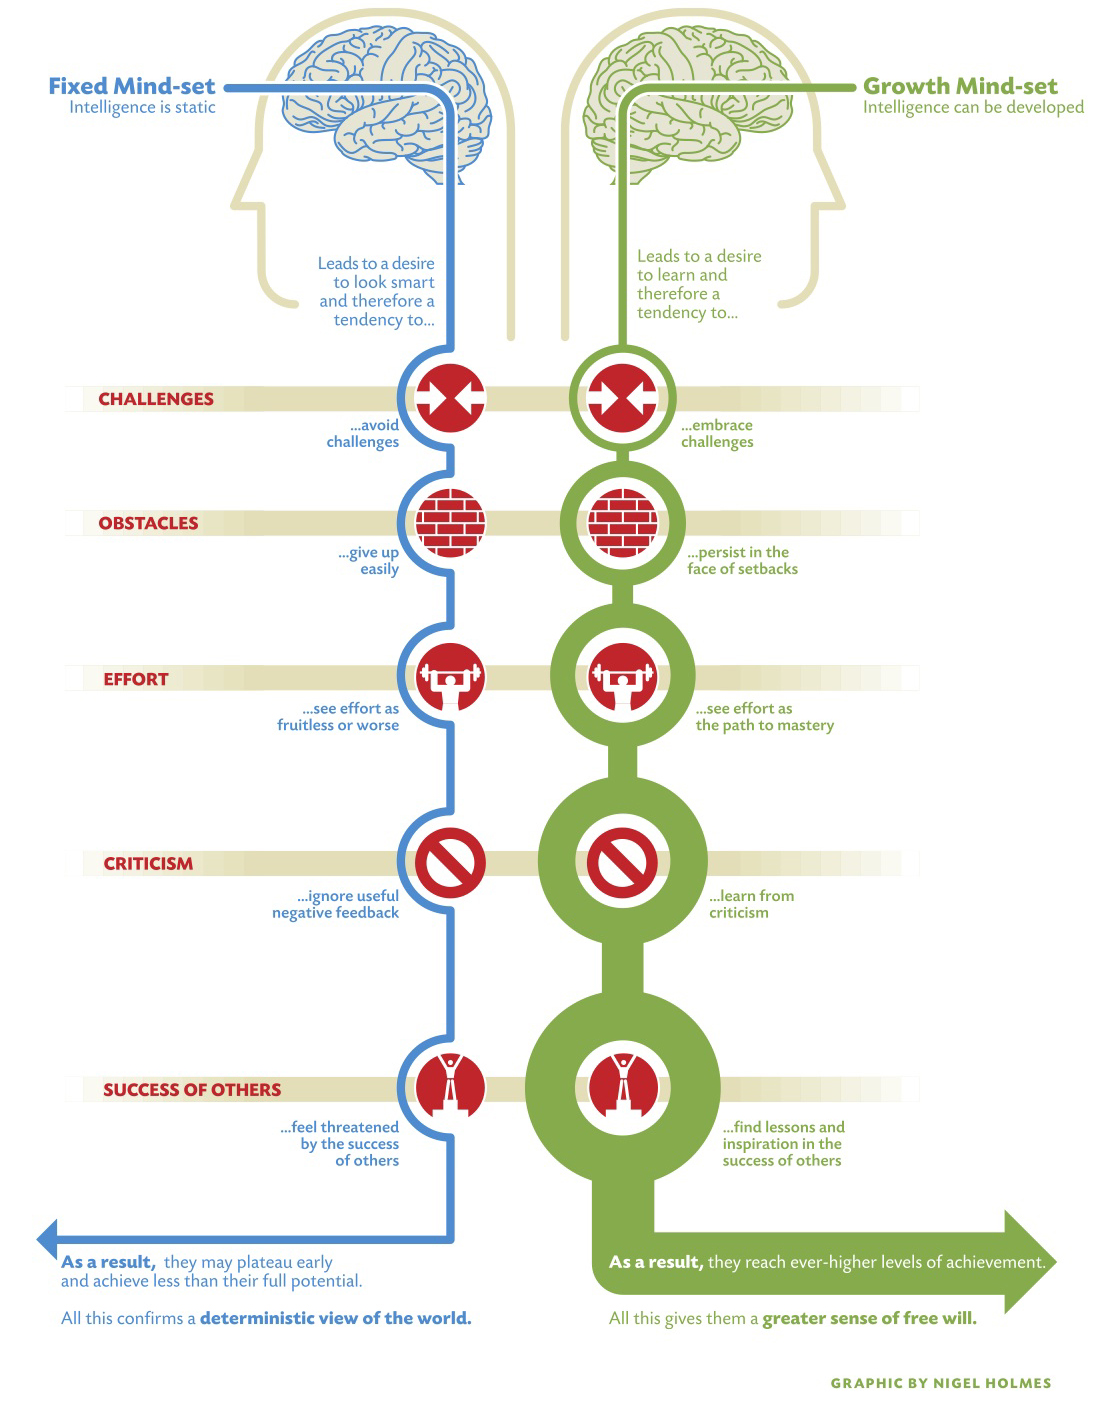 Fixed Mind-set
Intelligence is static
Growth Mind-set
Intelligence can be developed
Leads to a desire
to look smart
and therefore a
tendency to...
Leads to a desire
to learn and
therefore a
tendency to...
CHALLENGES
...avoid
challenges
...embrace
challenges
OBSTACLES
...give up
easily
...persist in the
face of setbacks
EFFORT
...see effort as
fruitless or worse
...see effort as
the path to mastery
CRITICISM
...ignore useful
negative feedback
...learn from
criticism
SUCCESS OF OTHERS
...feel threatened
by the success
of others
...find lessons and
inspiration in the
success of others
As a result, they may plateau early
and achieve less than their full potential.
All this confirms a deterministic view of the world.
As a result, they reach ever-higher levels of achievement.
All this gives them a greater sense of free will.
GRAPHIC BY NIGEL HOLMES